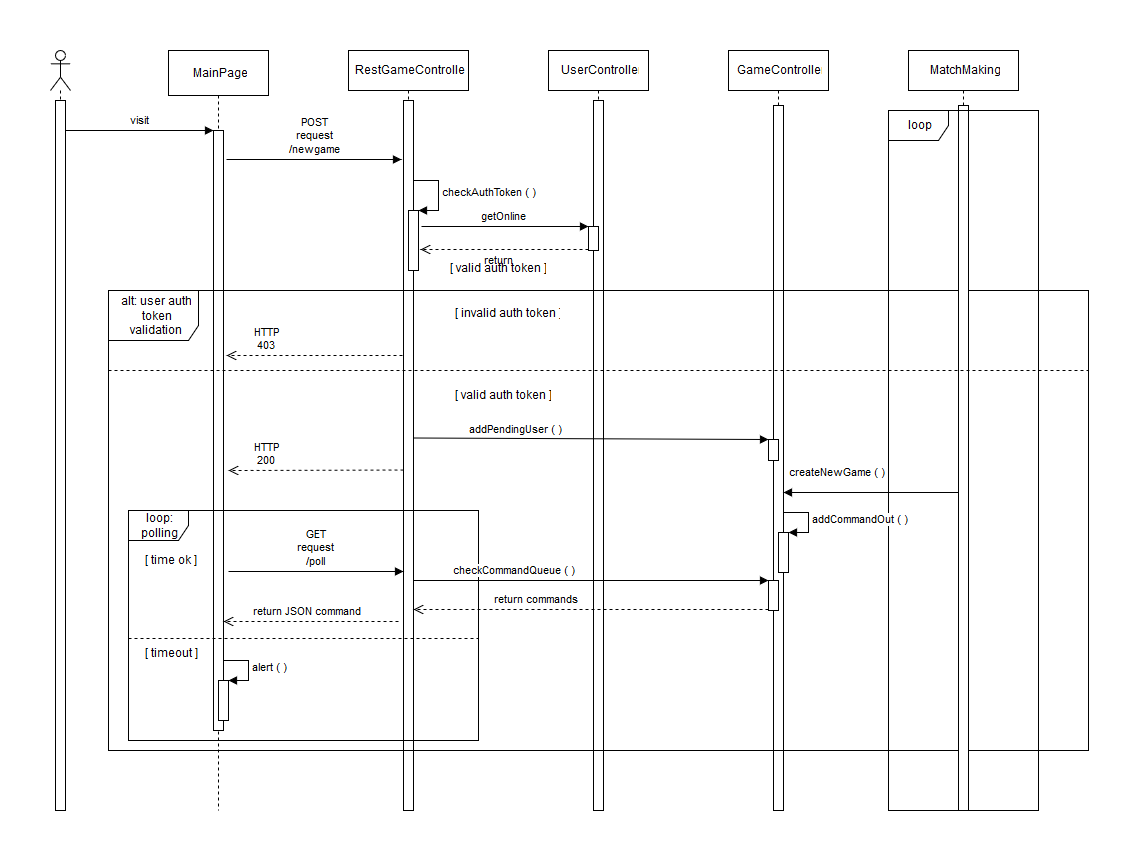 MainPage
RestGameControlle
UserControlle
GameControlle
MatchMaking
visit
POST
request
/newgame
loop
checkAuthToken ( )
getOnline
return
[ valid auth token ]
alt: user auth
token
validation
[ invalid auth token
HTTP
403
[ valid auth token ]
addPendingUser ( )
HTTP
200
createNewGame ( )
loop:
polling
addCommandOut ( )
GET
request
/poll
[ time ok ]
checkCommandQueue ( )
return commands
return JSON command
[ timeout ]
alert ( )